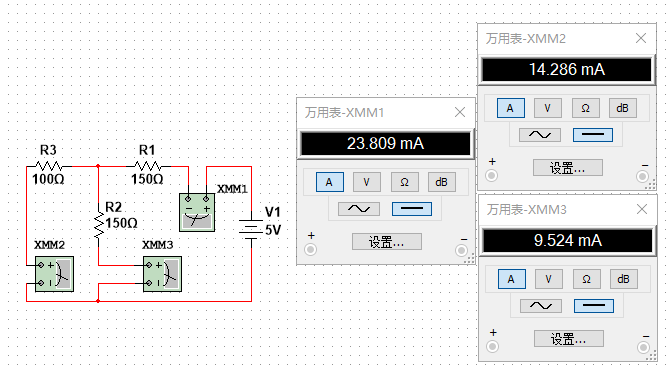 万用表-XMM2
14.286 mA
A V Ω dB
+ 设置... −
万用表-XMM1
23.809 mA
A V Ω dB
+ 设置... −
万用表-XMM3
9.524 mA
A V Ω dB
+ 设置... −
R3
100Ω
R1
150Ω
XMM1
R2
150Ω
V1
5V
XMM2
XMM3